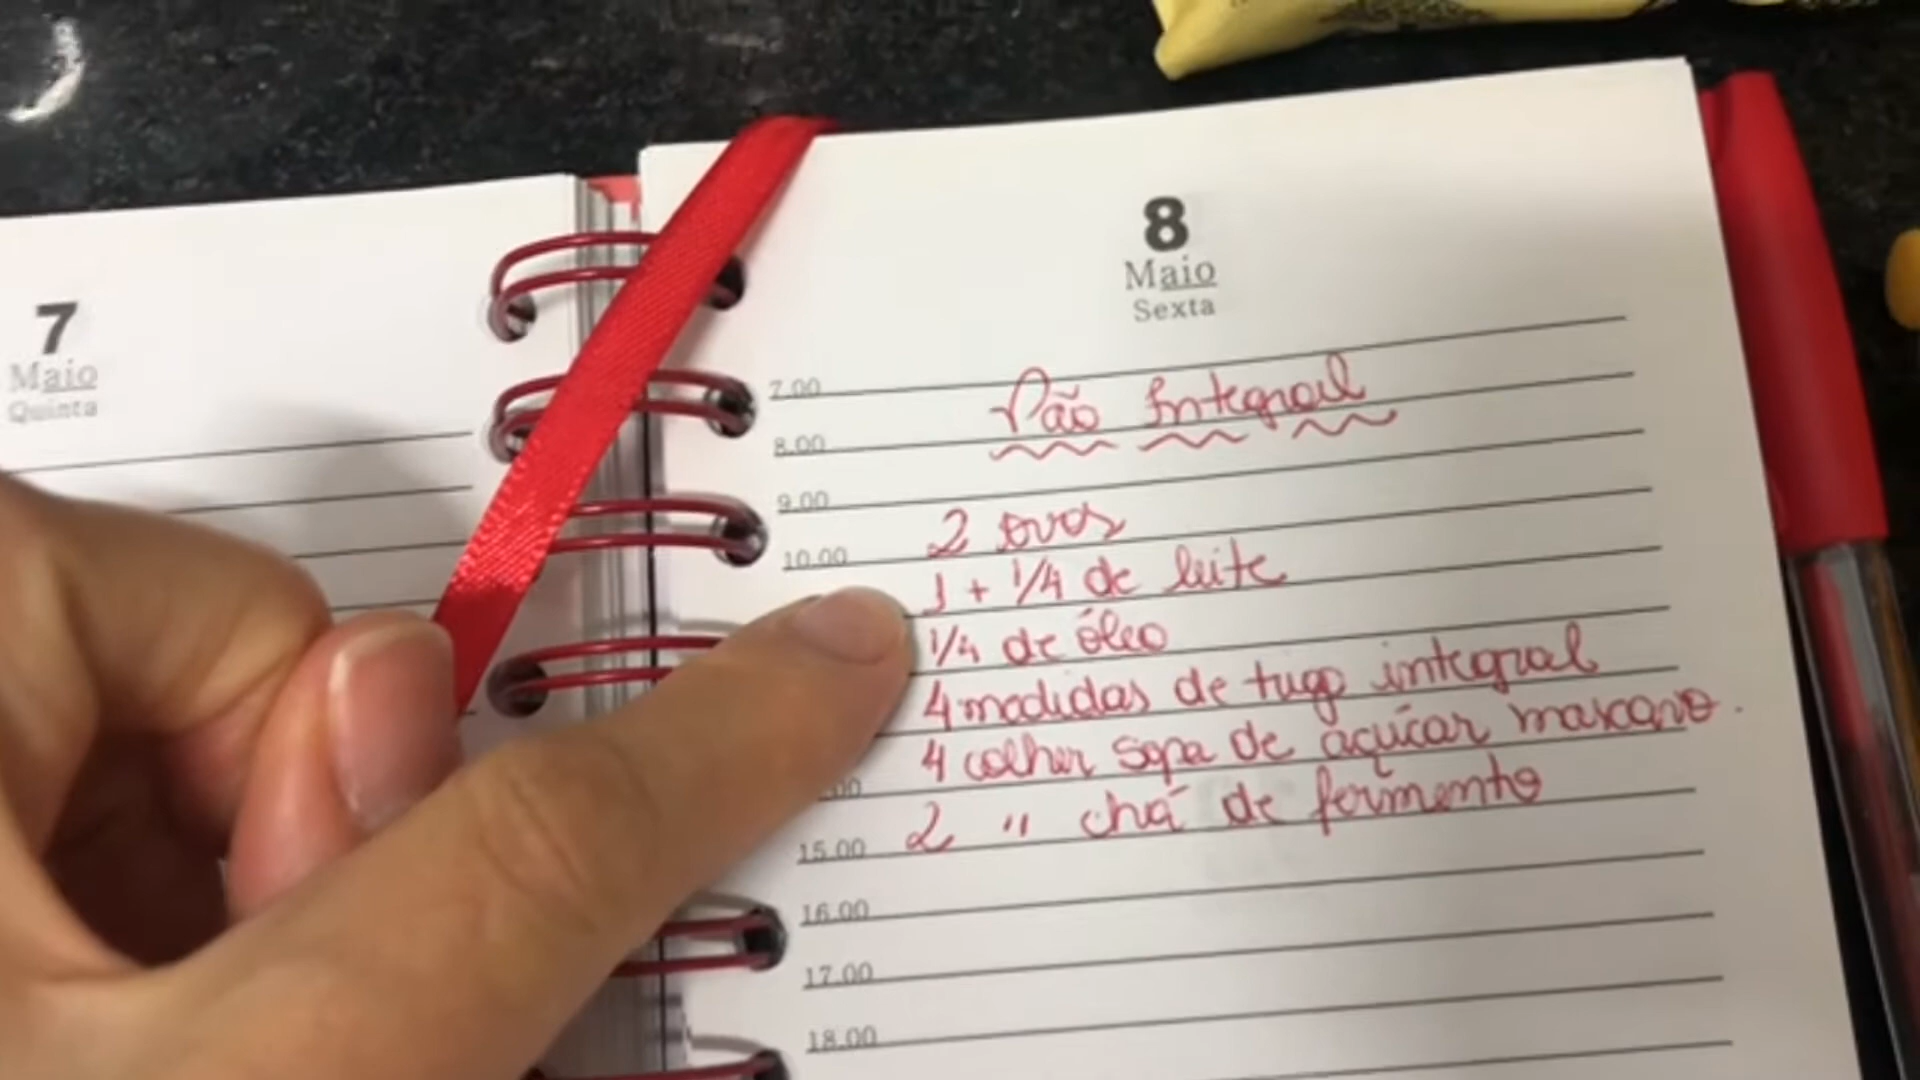 7
Maio
Quinta
8
Maio
Sexta
7.00
Pão Integral
8.00
9.00
2 ovos
10.00
1 + 1/4 de leite
1/4 de óleo
4 medidas de tugo integral
4 colher sopa de açúcar mascavo.
2 " chá de fermento
15.00
16.00
17.00
18.00